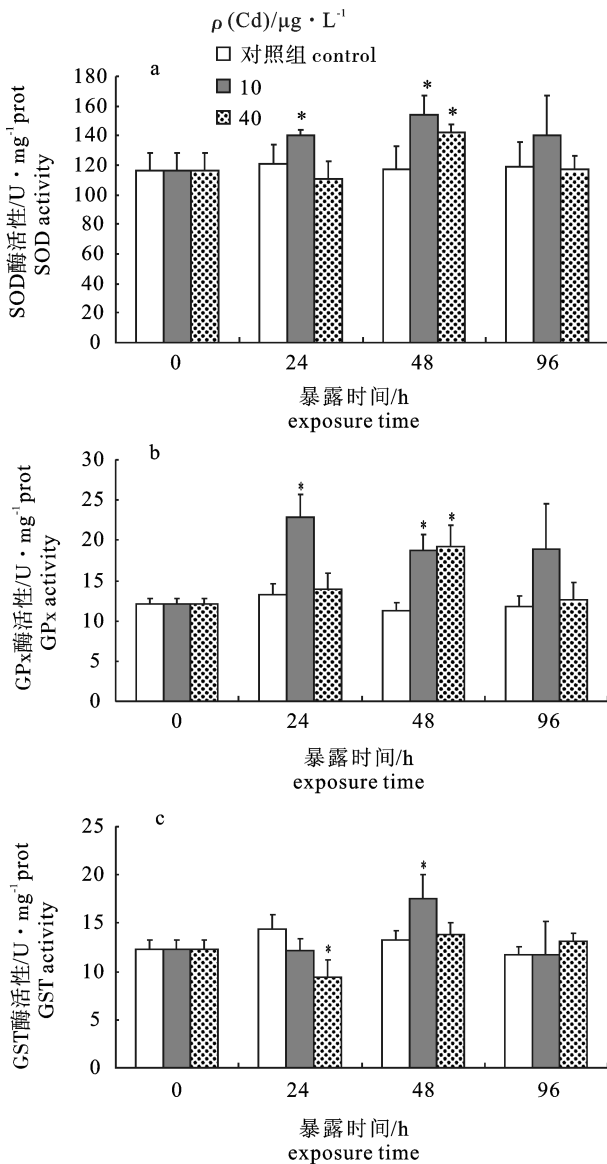 ρ (Cd)/μg · L⁻¹
a
对照组 control
10
40
SOD酶活性/U · mg⁻¹prot
SOD activity
180
160
140
120
100
80
60
40
20
0
*
*
*
0 24 48 96
暴露时间/h
exposure time
b
GPx酶活性/U · mg⁻¹prot
GPx activity
30
25
20
15
10
5
0
*
*
*
0 24 48 96
暴露时间/h
exposure time
c
GST酶活性/U · mg⁻¹prot
GST activity
25
20
15
10
5
0
*
*
0 24 48 96
暴露时间/h
exposure time